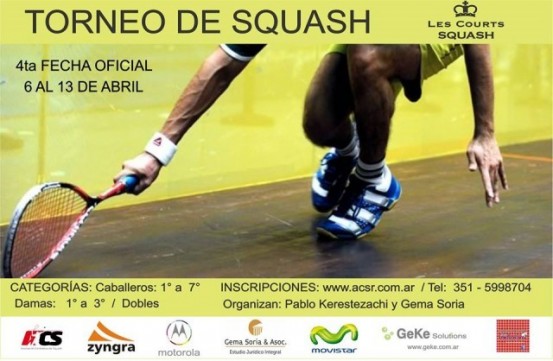 TORNEO DE SQUASH
LES COURTS
SQUASH
4ta FECHA OFICIAL
6 AL 13 DE ABRIL
CATEGORÍAS: Caballeros: 1° a 7°
Damas: 1° a 3° / Dobles
INSCRIPCIONES: www.acsr.com.ar / Tel: 351 - 5998704
Organizan: Pablo Kerestezachi y Gema Soria
CS
zyngra
motorola
Gema Soria & Asoc.
Estudio Jurídico Integral
movistar
GeKe Solutions
www.geke.com.ar